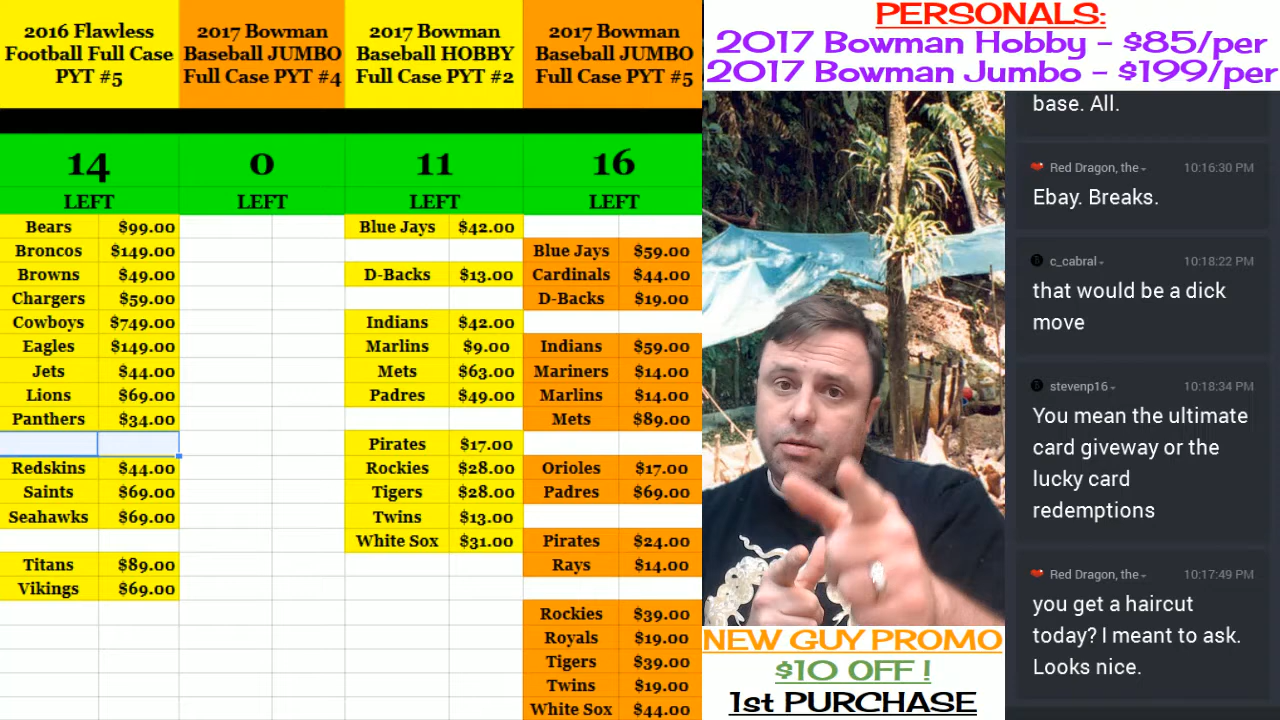 2016 Flawless
Football Full Case
PYT #5
2017 Bowman
Baseball JUMBO
Full Case PYT #4
2017 Bowman
Baseball HOBBY
Full Case PYT #2
2017 Bowman
Baseball JUMBO
Full Case PYT #5
14
LEFT
0
LEFT
11
LEFT
16
LEFT
Bears $99.00
Broncos $149.00
Browns $49.00
Chargers $59.00
Cowboys $749.00
Eagles $149.00
Jets $44.00
Lions $69.00
Panthers $34.00
Redskins $44.00
Saints $69.00
Seahawks $69.00
Titans $89.00
Vikings $69.00
Blue Jays $42.00
D-Backs $13.00
Indians $42.00
Marlins $9.00
Mets $63.00
Padres $49.00
Pirates $17.00
Rockies $28.00
Tigers $28.00
Twins $13.00
White Sox $31.00
Blue Jays $59.00
Cardinals $44.00
D-Backs $19.00
Indians $59.00
Mariners $14.00
Marlins $14.00
Mets $89.00
Orioles $17.00
Padres $69.00
Pirates $24.00
Rays $14.00
Rockies $39.00
Royals $19.00
Tigers $39.00
Twins $19.00
White Sox $44.00
PERSONALS:
2017 Bowman Hobby - $85/per
2017 Bowman Jumbo - $199/per
NEW GUY PROMO
$10 OFF !
1st PURCHASE
base. All.
Red Dragon, the 10:16:30 PM
Ebay. Breaks.
c_cabral 10:18:22 PM
that would be a dick
move
stevenp16 10:18:34 PM
You mean the ultimate
card giveway or the
lucky card
redemptions
Red Dragon, the 10:17:49 PM
you get a haircut
today? I meant to ask.
Looks nice.